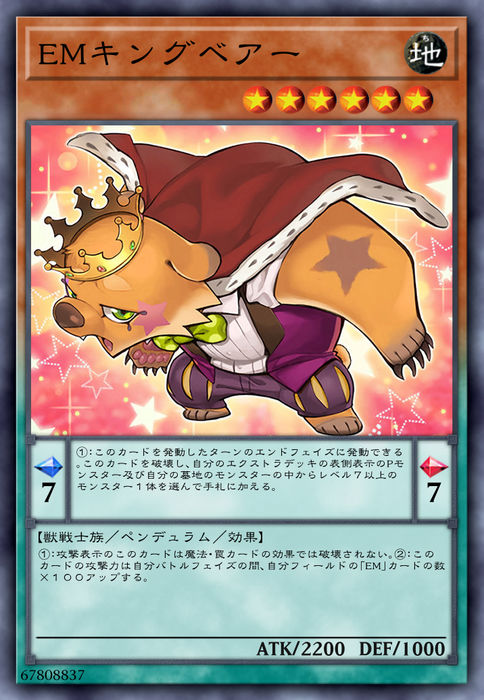 EMキングベアー
ち
地
①:このカードを発動したターンのエンドフェイズに発動できる
。このカードを破壊し、自分のエクストラデッキの表側表示のPモ
ンスター及び自分の墓地のモンスターの中からレベル7以上の
モンスター1体を選んで手札に加える。
7
7
【獣戦士族/ペンデュラム/効果】
①:攻撃表示のこのカードは魔法・罠カードの効果では破壊されない。②:この
カードの攻撃力は自分バトルフェイズの間、自分フィールドの「EM」カードの数
×100アップする。
ATK/2200 DEF/1000
67808837